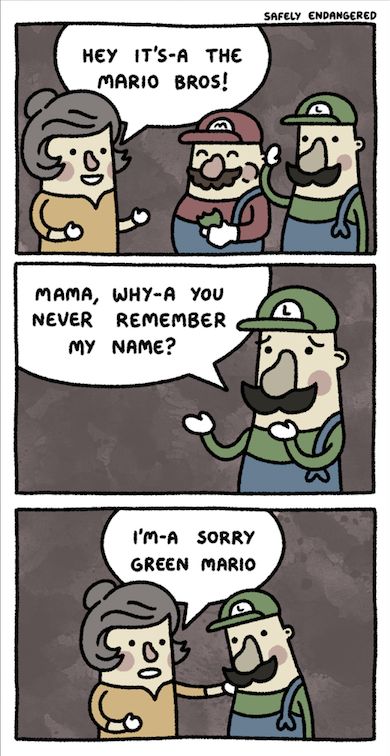 SAFELY ENDANGERED
HEY IT'S-A THE
MARIO BROS!
M
L
MAMA, WHY-A YOU
NEVER REMEMBER
MY NAME?
L
I'M-A SORRY
GREEN MARIO
L